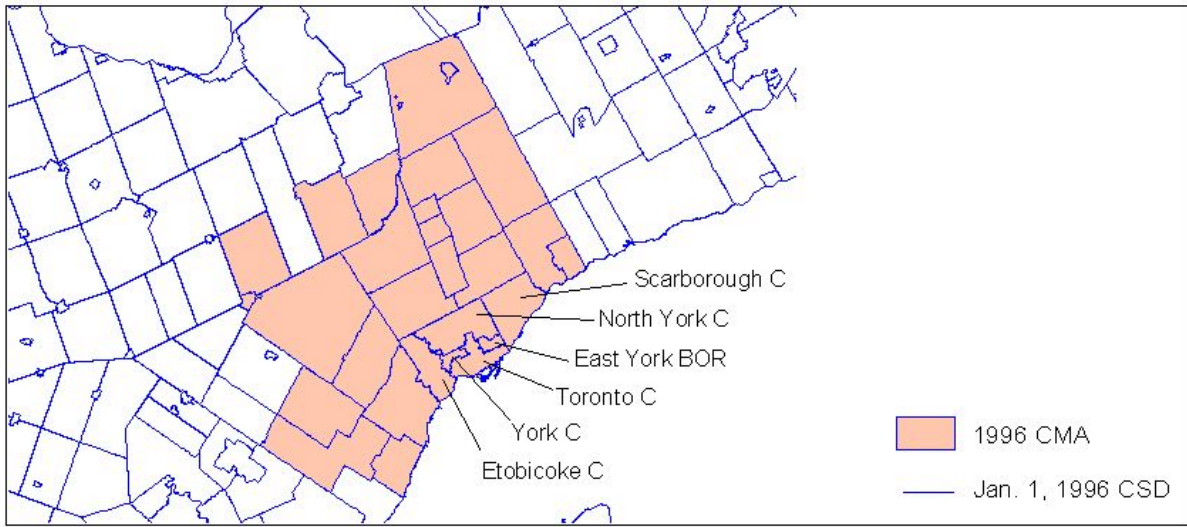 Scarborough C
North York C
East York BOR
Toronto C
York C
Etobicoke C
1996 CMA
Jan. 1, 1996 CSD